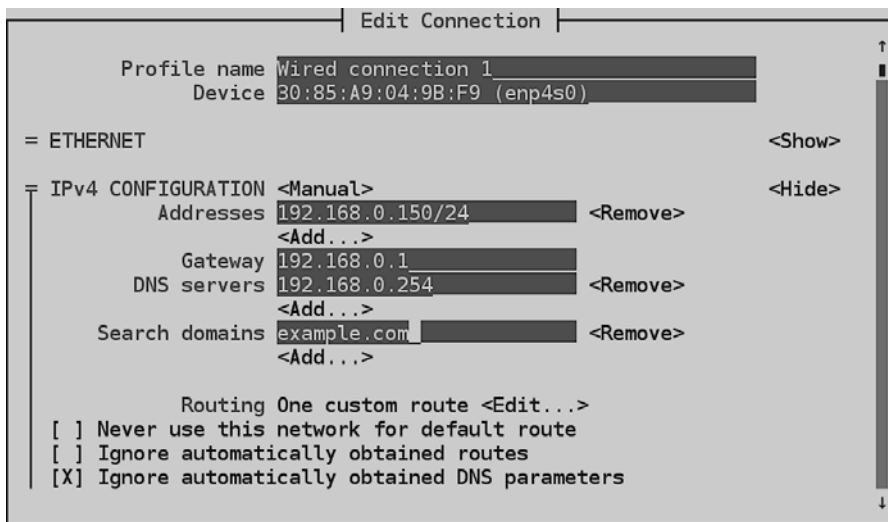 Edit Connection
Profile name Wired connection 1
Device 30:85:A9:04:9B:F9 (enp4s0)
= ETHERNET <Show>
= IPv4 CONFIGURATION <Manual> <Hide>
Addresses 192.168.0.150/24 <Remove>
<Add...>
Gateway 192.168.0.1
DNS servers 192.168.0.254 <Remove>
<Add...>
Search domains example.com <Remove>
<Add...>
Routing One custom route <Edit...>
[ ] Never use this network for default route
[ ] Ignore automatically obtained routes
[X] Ignore automatically obtained DNS parameters